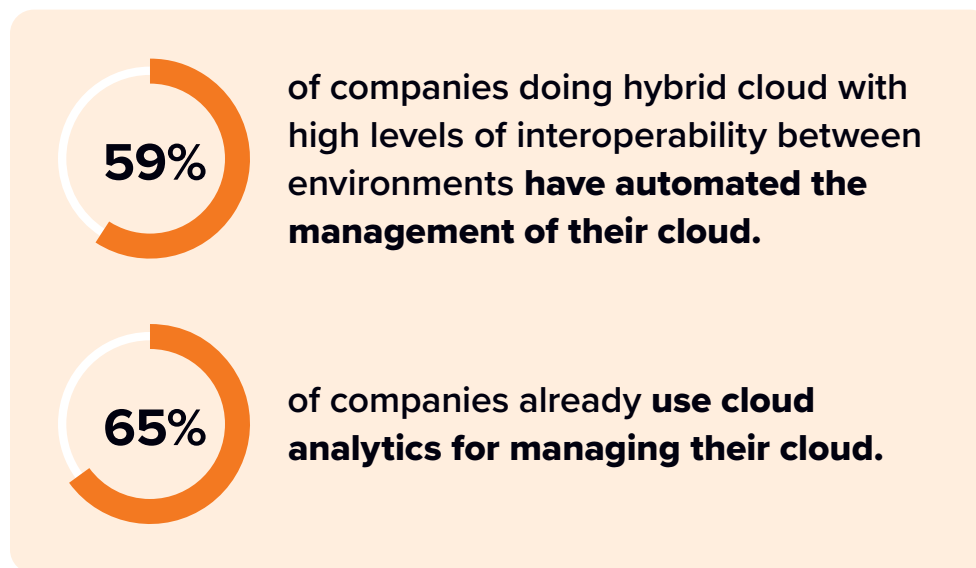 59%
of companies doing hybrid cloud with
high levels of interoperability between
environments have automated the
management of their cloud.
65%
of companies already use cloud
analytics for managing their cloud.